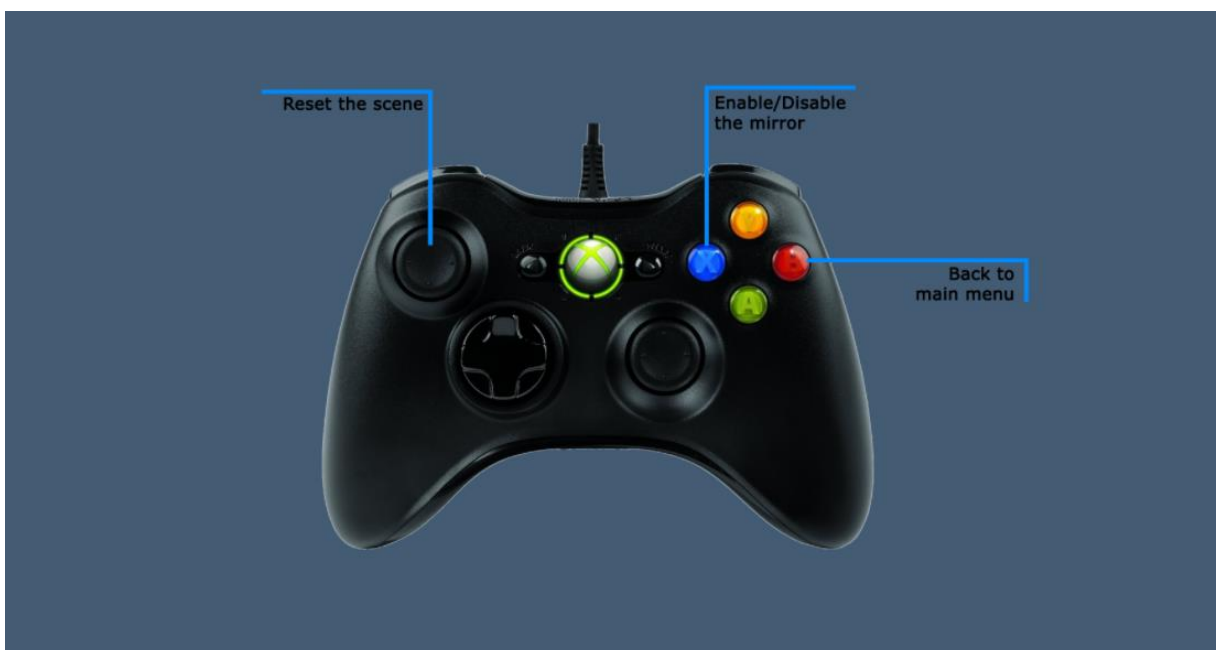 Reset the scene
Enable/Disable
the mirror
Y
X
B
Back to
main menu
A